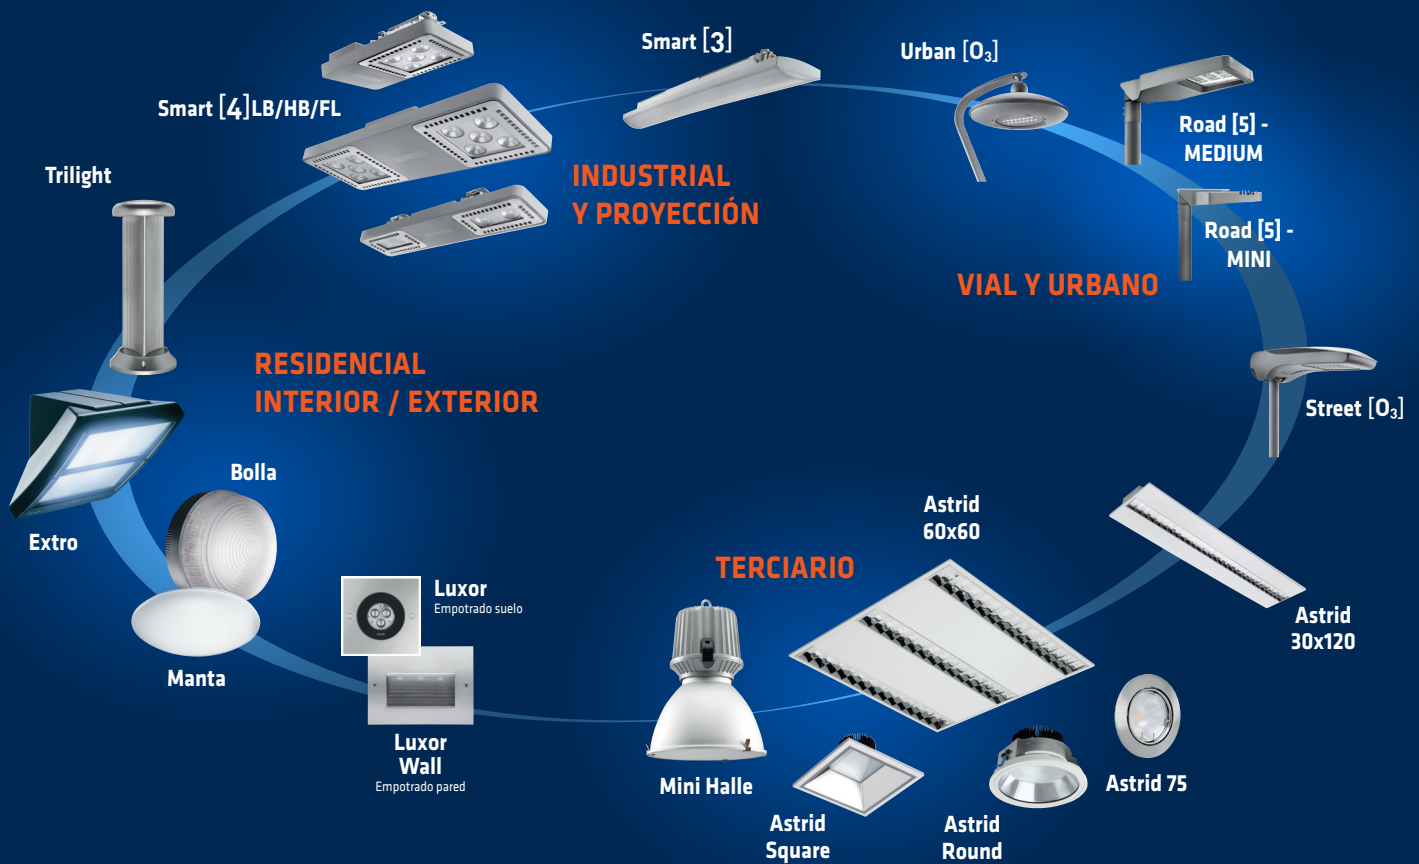 Smart [3]
Urban [O₃]
Smart [4]LB/HB/FL
Road [5] -
MEDIUM
Trilight
INDUSTRIAL
Y PROYECCIÓN
Road [5] -
MINI
VIAL Y URBANO
RESIDENCIAL
INTERIOR / EXTERIOR
Street [O₃]
Bolla
Extro
Astrid
60x60
TERCIARIO
Luxor
Empotrado suelo
Astrid
30x120
Manta
Luxor
Wall
Empotrado pared
Mini Halle
Astrid 75
Astrid
Square
Astrid
Round